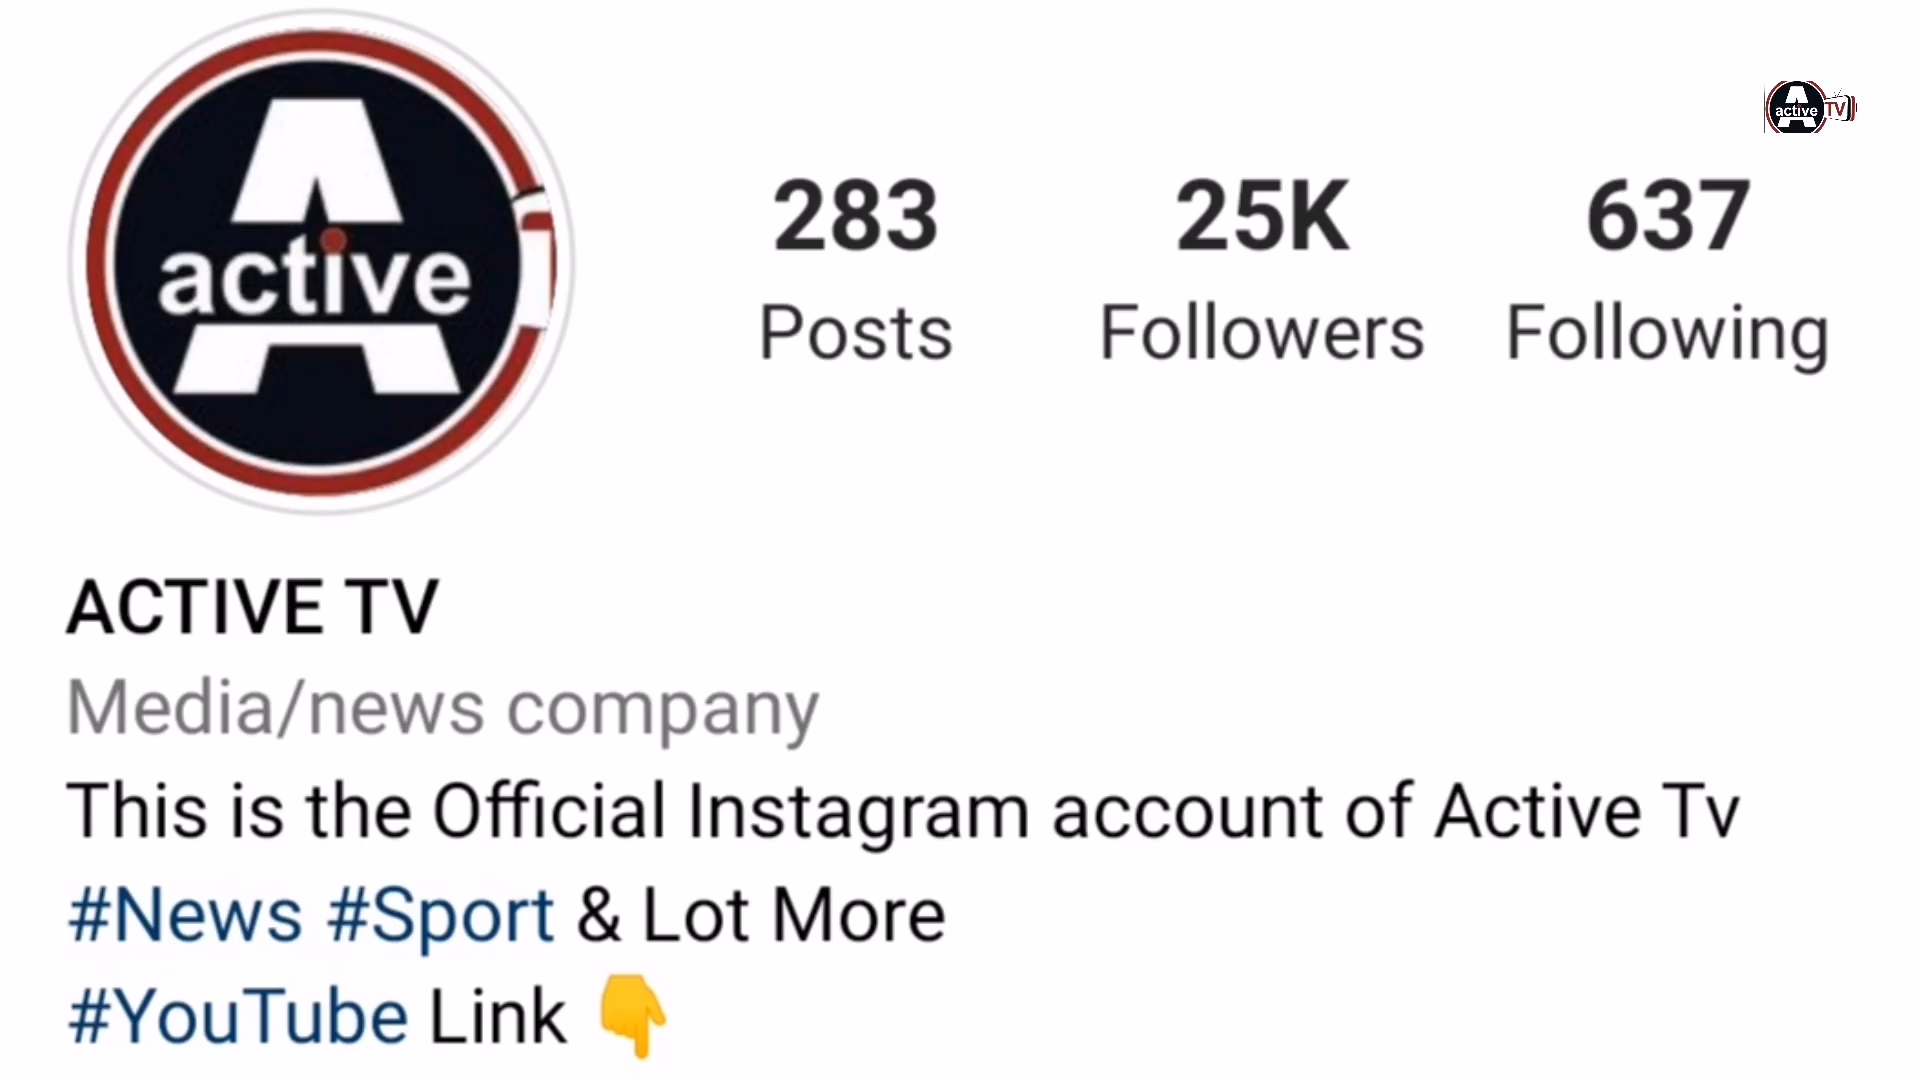 active
active TV
283 25K 637
Posts Followers Following
ACTIVE TV
Media/news company
This is the Official Instagram account of Active Tv
#News #Sport & Lot More
#YouTube Link 👇